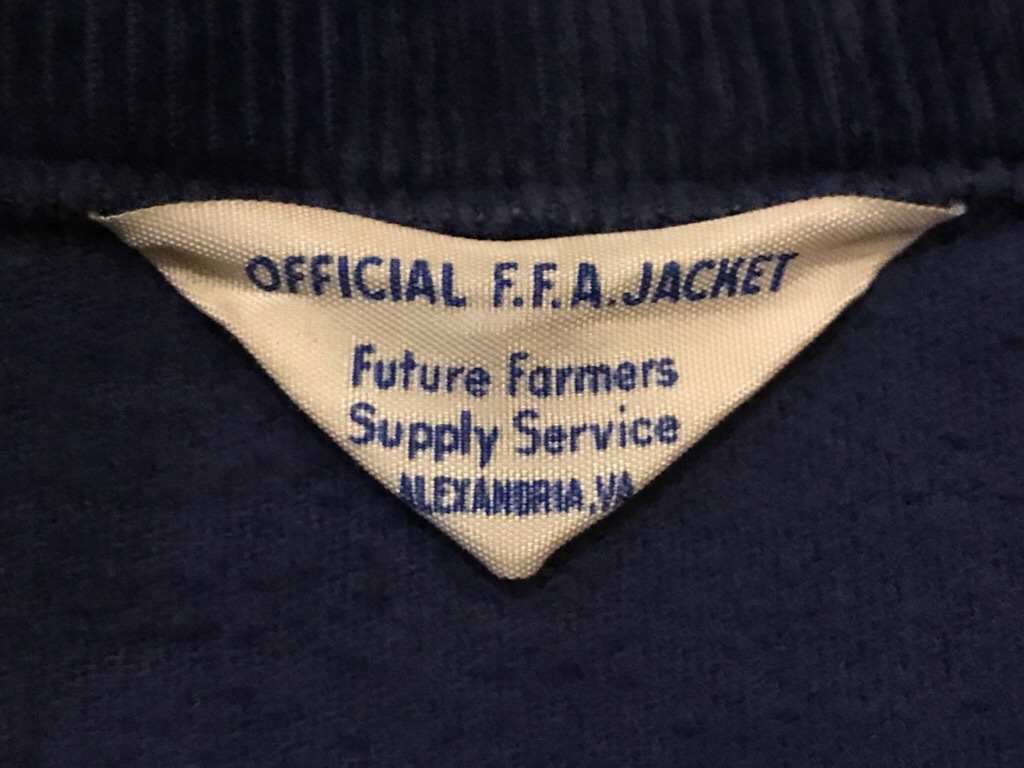 OFFICIAL F.F.A. JACKET
Future Farmers
Supply Service
ALEXANDRIA, VA